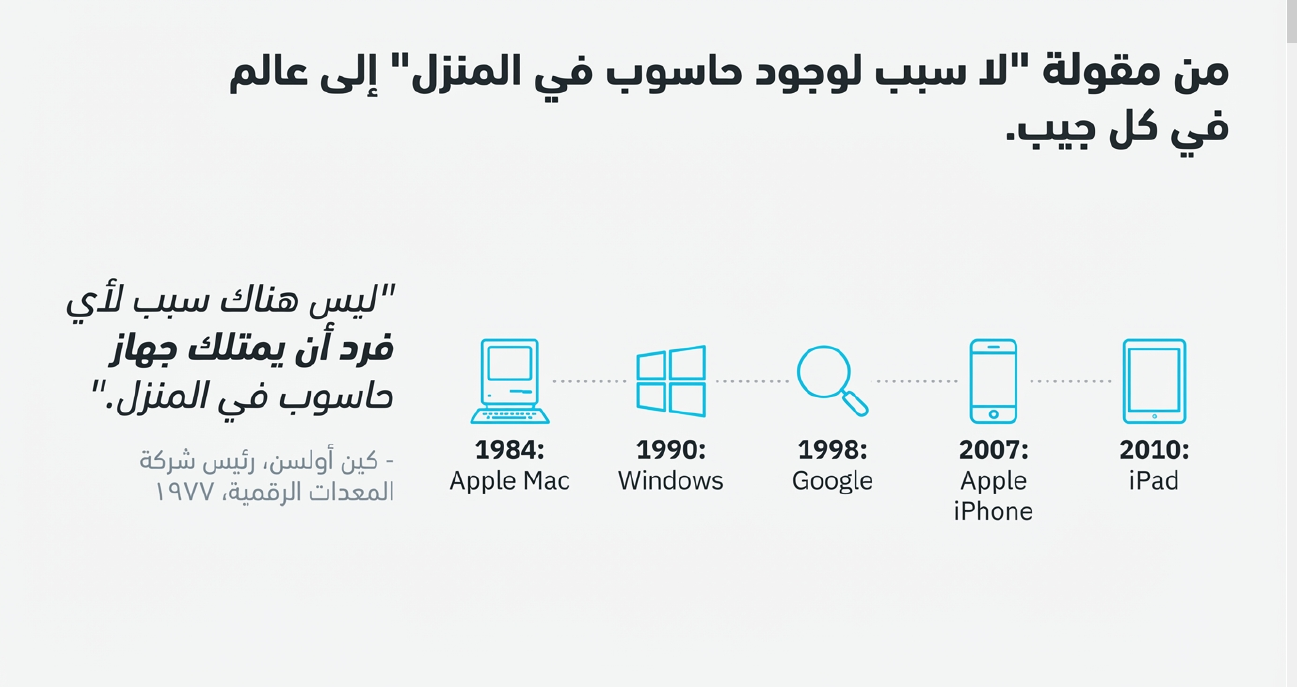 من مقولة "لا سبب لوجود حاسوب في المنزل" إلى عالم
في كل جيب.
"ليس هناك سبب لأي
فرد أن يمتلك جهاز
حاسوب في المنزل."
- كين أولسن، رئيس شركة
المعدات الرقمية، ١٩٧٧
1984:
Apple Mac
1990:
Windows
1998:
Google
2007:
Apple
iPhone
2010:
iPad